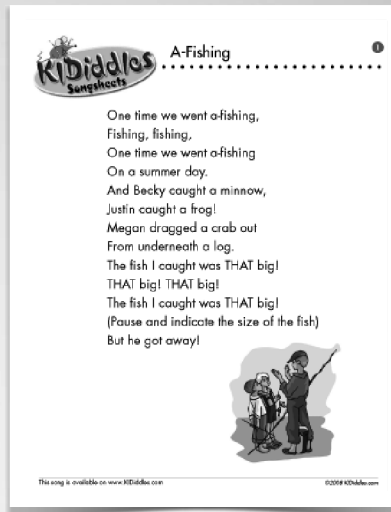 KIDiddles
Songsheets
A-Fishing
1
One time we went a-fishing,
Fishing, fishing,
One time we went a-fishing
On a summer day.
And Becky caught a minnow,
Justin caught a frog!
Megan dragged a crab out
From underneath a log.
The fish I caught was THAT big!
THAT big! THAT big!
The fish I caught was THAT big!
(Pause and indicate the size of the fish)
But he got away!
This song is available on www.KIDiddles.com
©2008 KIDiddles.com